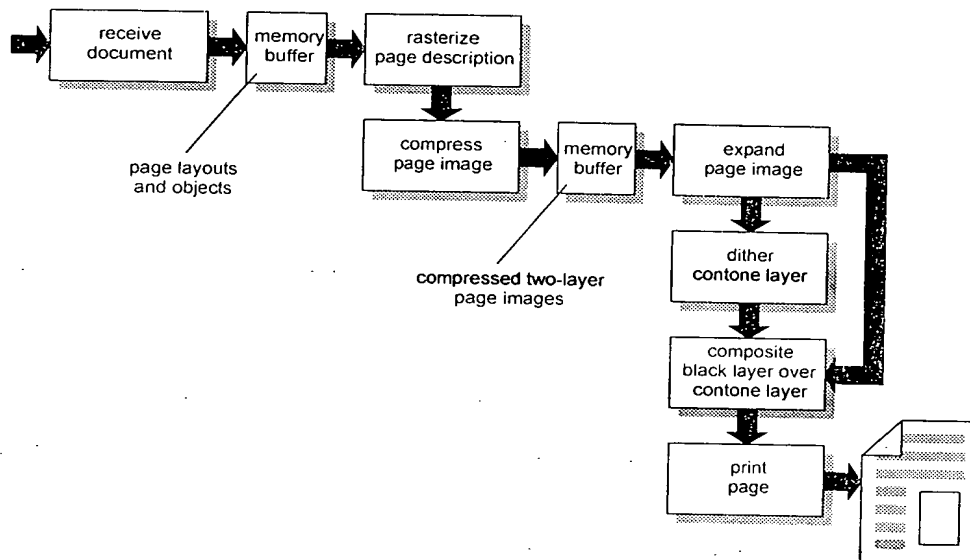 receive
document
memory
buffer
rasterize
page description
page layouts
and objects
compress
page image
memory
buffer
expand
page image
compressed two-layer
page images
dither
contone layer
composite
black layer over
contone layer
print
page